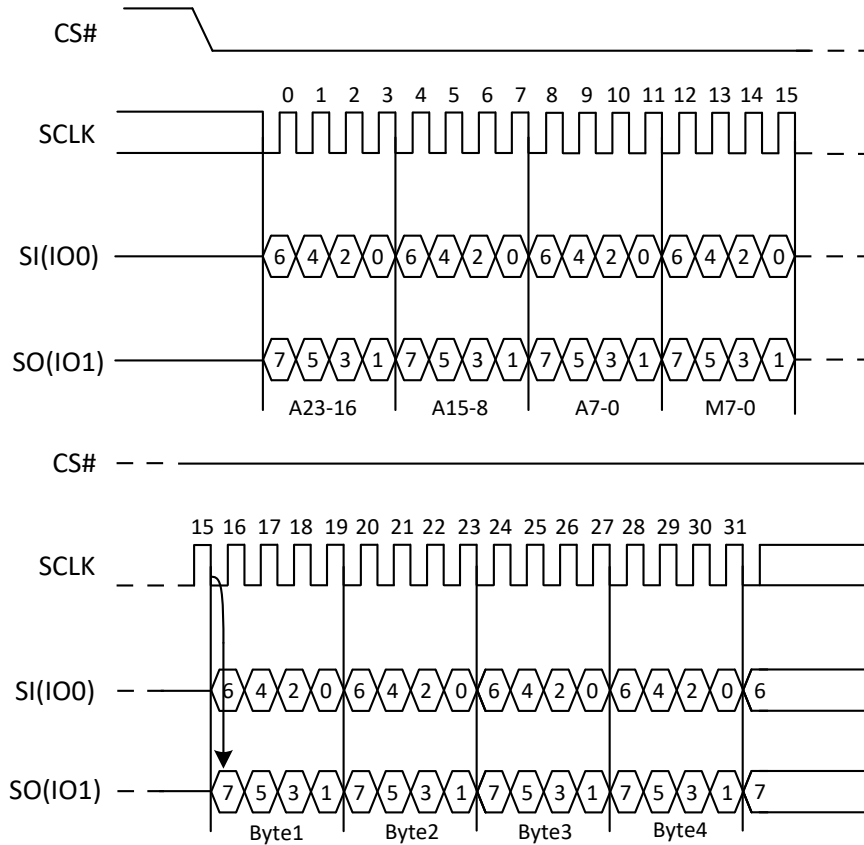 CS#
0 1 2 3 4 5 6 7 8 9 10 11 12 13 14 15
SCLK
SI(IO0) 6 4 2 0 6 4 2 0 6 4 2 0 6 4 2 0
SO(IO1) 7 5 3 1 7 5 3 1 7 5 3 1 7 5 3 1
A23-16 A15-8 A7-0 M7-0
CS#
15 16 17 18 19 20 21 22 23 24 25 26 27 28 29 30 31
SCLK
SI(IO0) 6 4 2 0 6 4 2 0 6 4 2 0 6 4 2 0 6
SO(IO1) 7 5 3 1 7 5 3 1 7 5 3 1 7 5 3 1 7
Byte1 Byte2 Byte3 Byte4